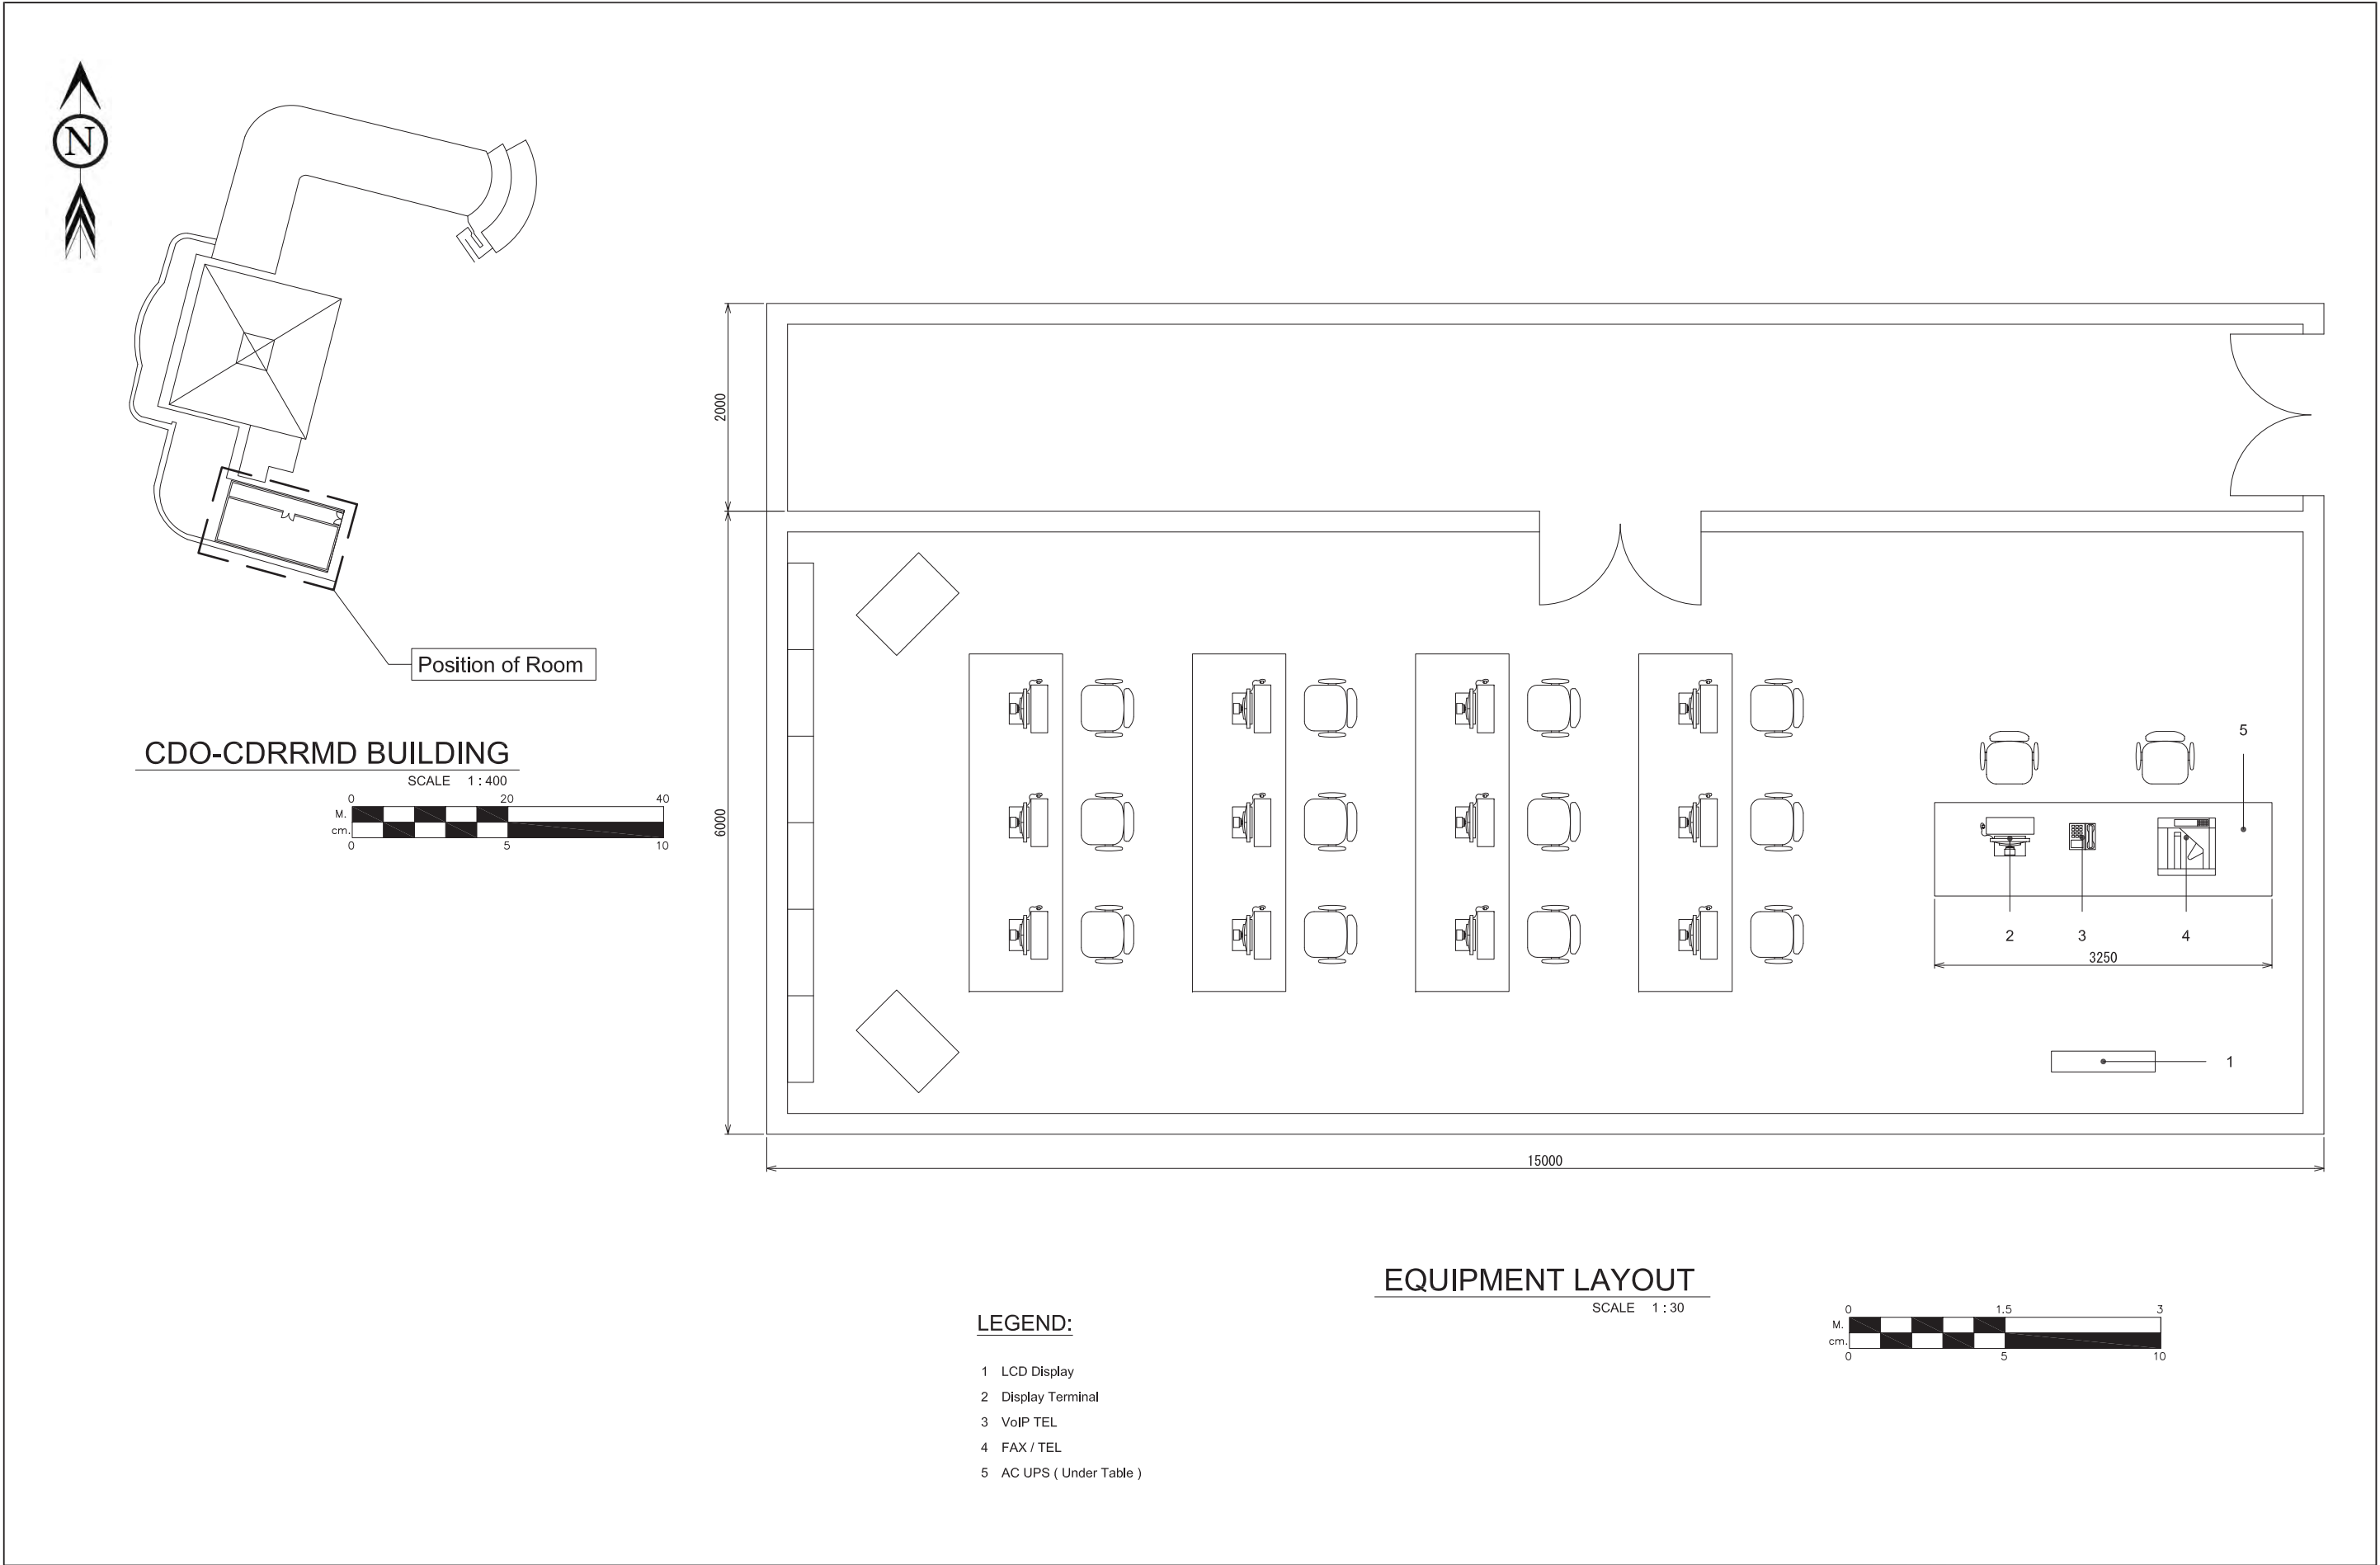 N
Position of Room
CDO-CDRRMD BUILDING
SCALE 1 : 400
0 20 40
M.
cm.
0 5 10
2000
6000
5
2 3 4
3250
1
15000
EQUIPMENT LAYOUT
SCALE 1 : 30
0 1.5 3
M.
cm.
0 5 10
LEGEND:
1 LCD Display
2 Display Terminal
3 VoIP TEL
4 FAX / TEL
5 AC UPS ( Under Table )